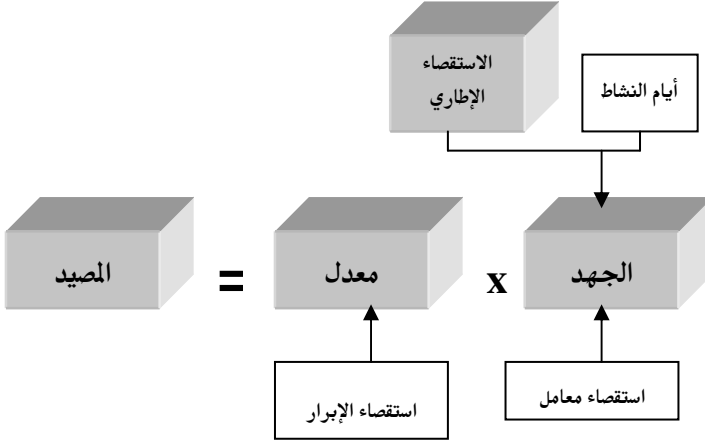 الاستقصاء
الإطاري
أيام النشاط
المصيد
=
معدل
x
الجهد
استقصاء الإبرار
استقصاء معامل